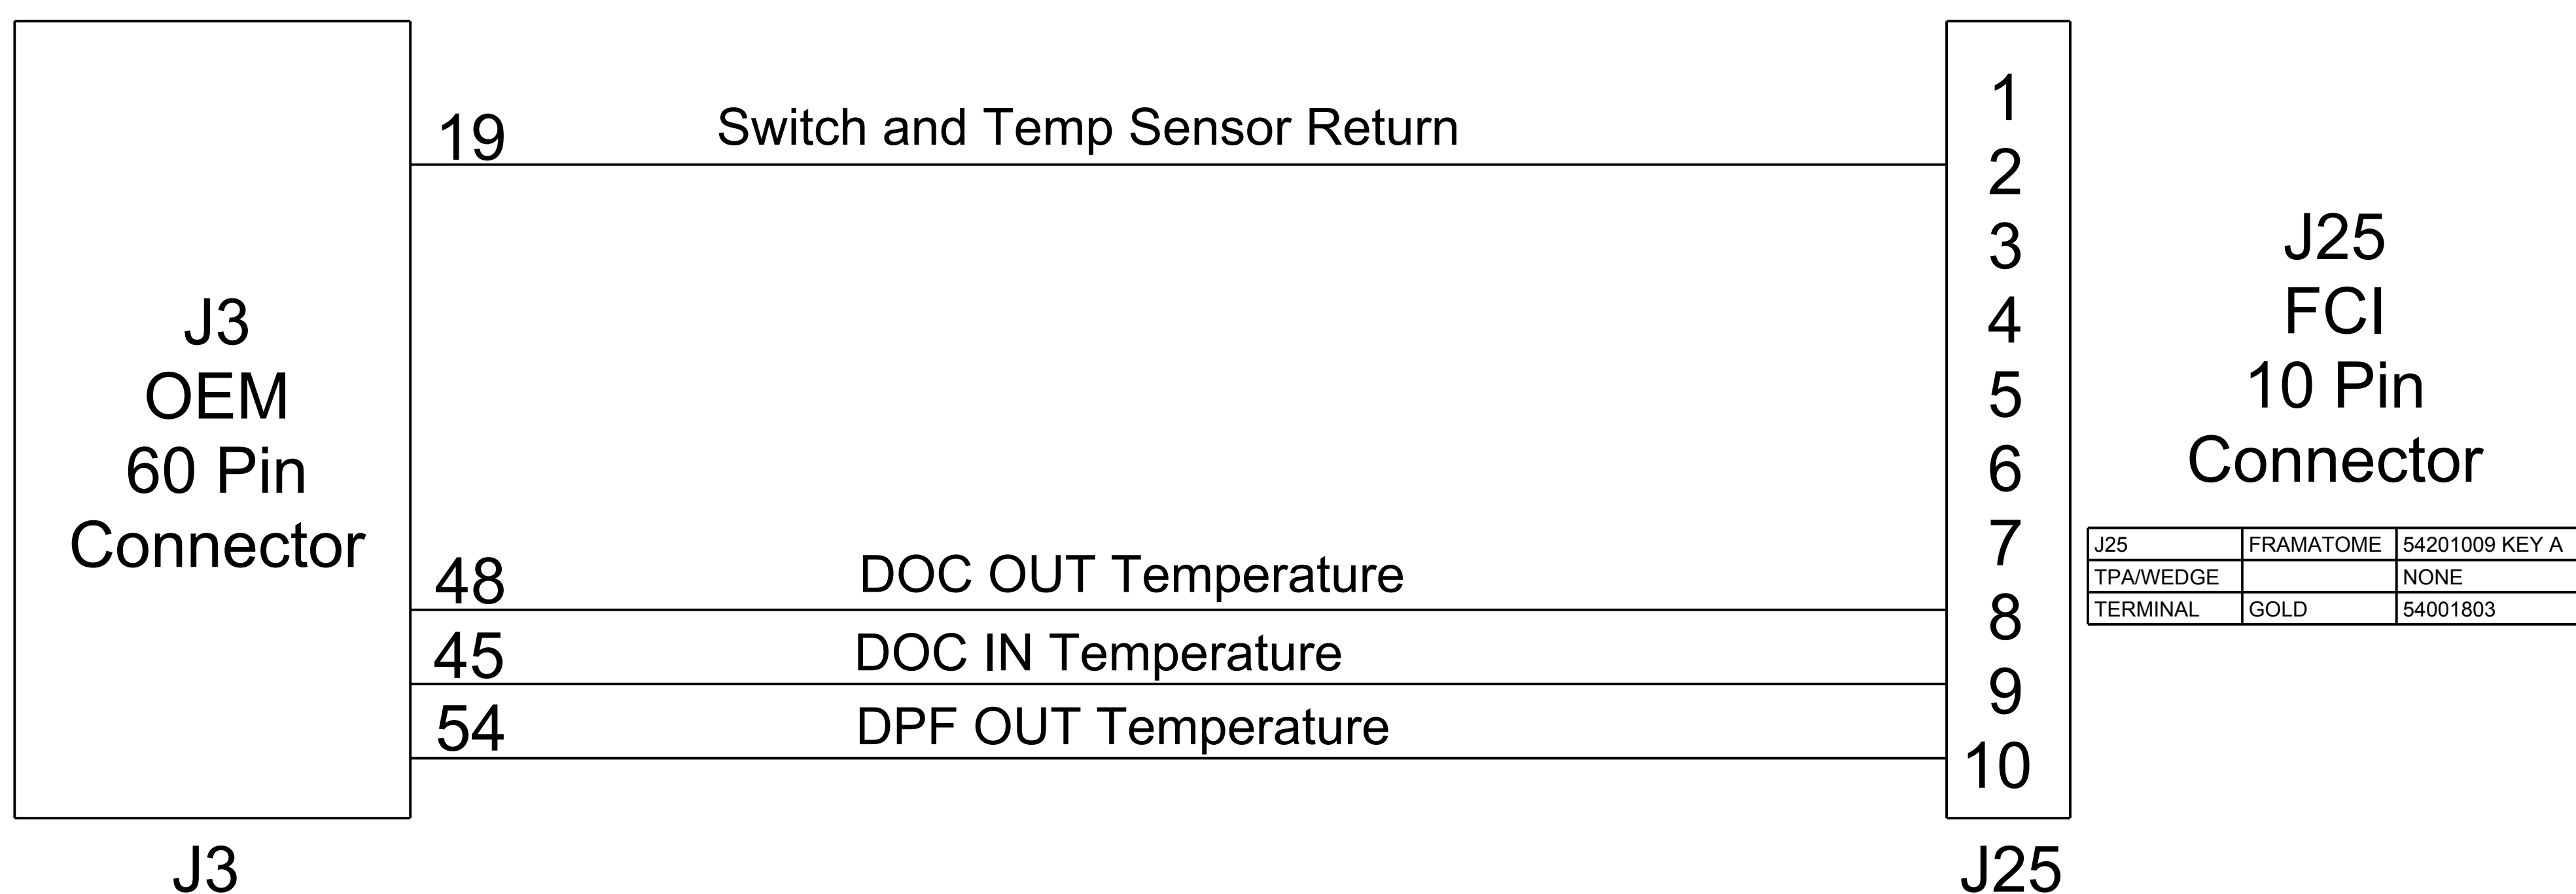 J3
OEM
60 Pin
Connector
19
Switch and Temp Sensor Return
48
DOC OUT Temperature
45
DOC IN Temperature
54
DPF OUT Temperature
1
2
3
4
5
6
7
8
9
10
J25
FCI
10 Pin
Connector
J25 FRAMATOME 54201009 KEY A
TPA/WEDGE NONE
TERMINAL GOLD 54001803
J3
J25